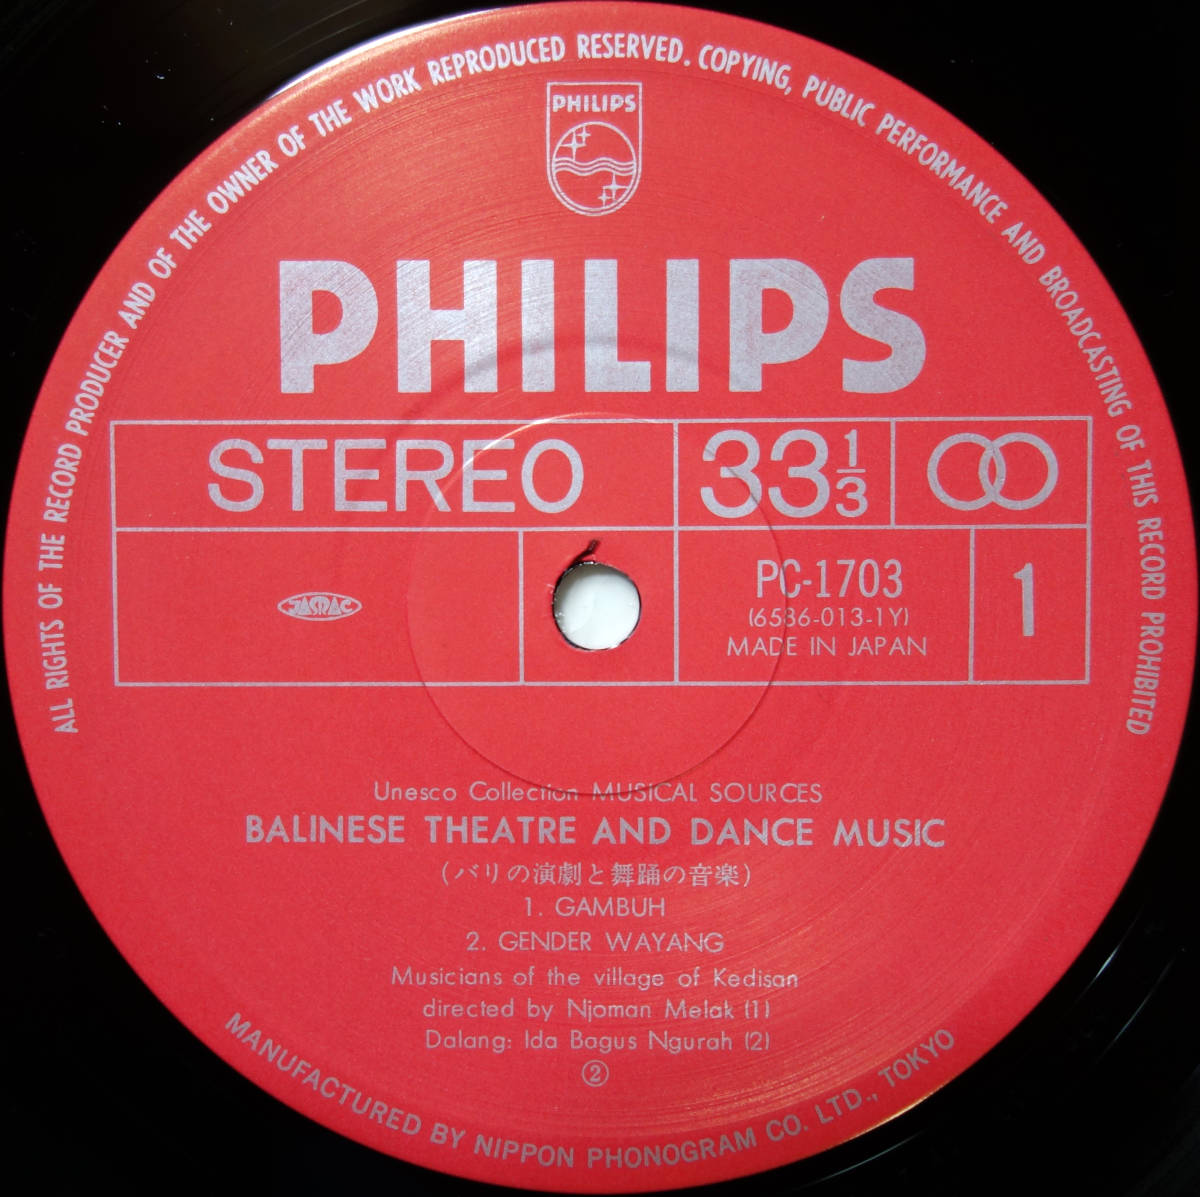 ALL RIGHTS OF THE RECORD PRODUCER AND OF THE OWNER OF THE WORK REPRODUCED RESERVED. COPYING, PUBLIC PERFORMANCE AND BROADCASTING OF THIS RECORD PROHIBITED
PHILIPS
PHILIPS
STEREO
33 1/3
JASRAC
PC-1703
(6586-013-1Y)
MADE IN JAPAN
1
Unesco Collection MUSICAL SOURCES
BALINESE THEATRE AND DANCE MUSIC
(バリの演劇と舞踊の音楽)
1. GAMBUH
2. GENDER WAYANG
Musicians of the village of Kedisan
directed by Njoman Melak (1)
Dalang: Ida Bagus Ngurah (2)
②
MANUFACTURED BY NIPPON PHONOGRAM CO. LTD., TOKYO